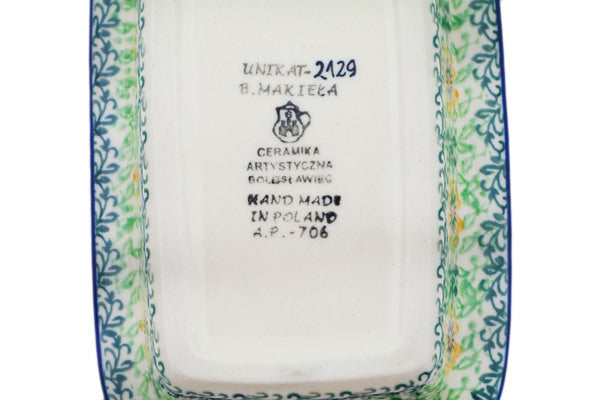 UNIKAT-2129
B. MAKIEŁA
CERAMIKA
ARTYSTYCZNA
BOLESŁAWIEC
HAND MADE
IN POLAND
A.P.-706